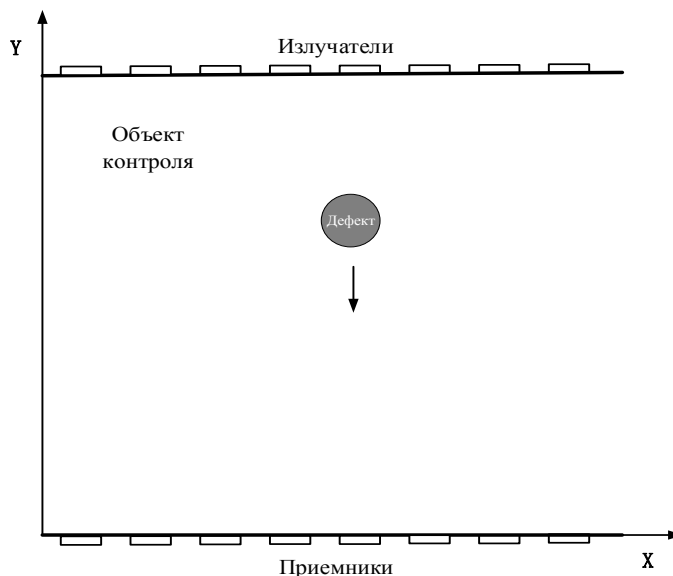 Y
Излучатели
Объект
контроля
Дефект
X
Приемники